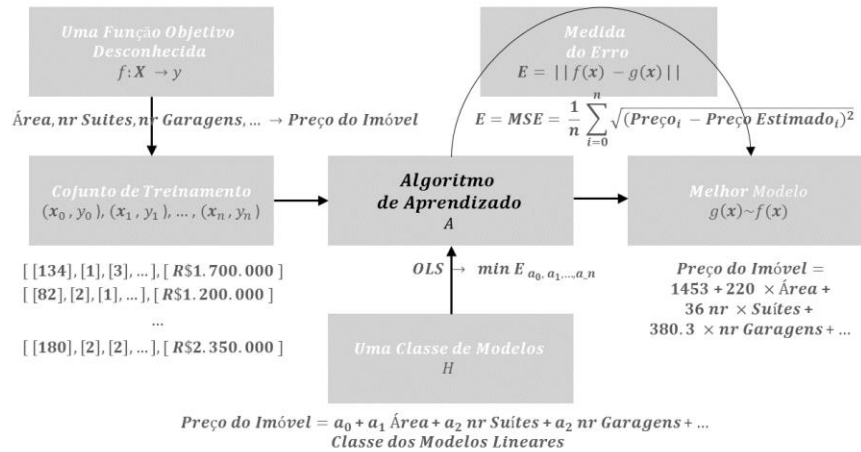 Uma Função Objetivo
Desconhecida
f: X → y
Medida
do Erro
E = ||f(x) − g(x)||
Área, nr Suites, nr Garagens, … → Preço do Imóvel
E = MSE = 1/n ∑_{i=0}^{n} √(Preço_i − Preço Estimado_i)²
Cojunto de Treinamento
(x_0, y_0), (x_1, y_1), …, (x_n, y_n)
Algoritmo
de Aprendizado
A
Melhor Modelo
g(x)~f(x)
[ [134], [1], [3], … ], [ R$1.700.000 ]
[ [82], [2], [1], … ], [ R$1.200.000 ]
…
[ [180], [2], [2], … ], [ R$2.350.000 ]
OLS → min E_{a_0, a_1,…,a_n}
Preço do Imóvel =
1453 + 220 × Área +
36 nr × Suítes +
380.3 × nr Garagens + …
Uma Classe de Modelos
H
Preço do Imóvel = a_0 + a_1 Área + a_2 nr Suítes + a_2 nr Garagens + …
Classe dos Modelos Lineares